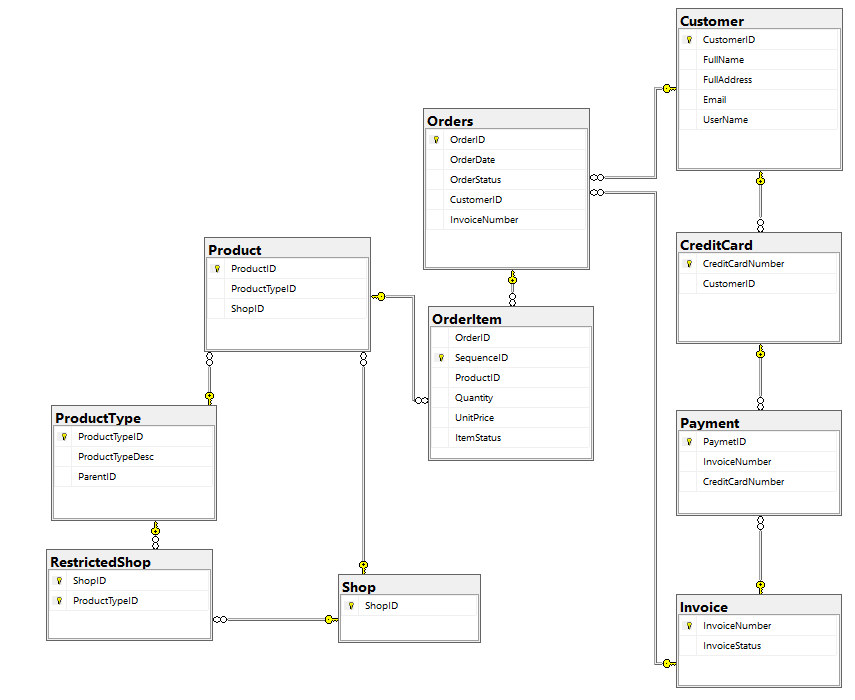 Customer
CustomerID
FullName
FullAddress
Email
UserName
Orders
OrderID
OrderDate
OrderStatus
CustomerID
InvoiceNumber
Product
ProductID
ProductTypeID
ShopID
CreditCard
CreditCardNumber
CustomerID
OrderItem
OrderID
SequenceID
ProductID
Quantity
UnitPrice
ItemStatus
ProductType
ProductTypeID
ProductTypeDesc
ParentID
Payment
PaymetID
InvoiceNumber
CreditCardNumber
RestrictedShop
ShopID
ProductTypeID
Shop
ShopID
Invoice
InvoiceNumber
InvoiceStatus